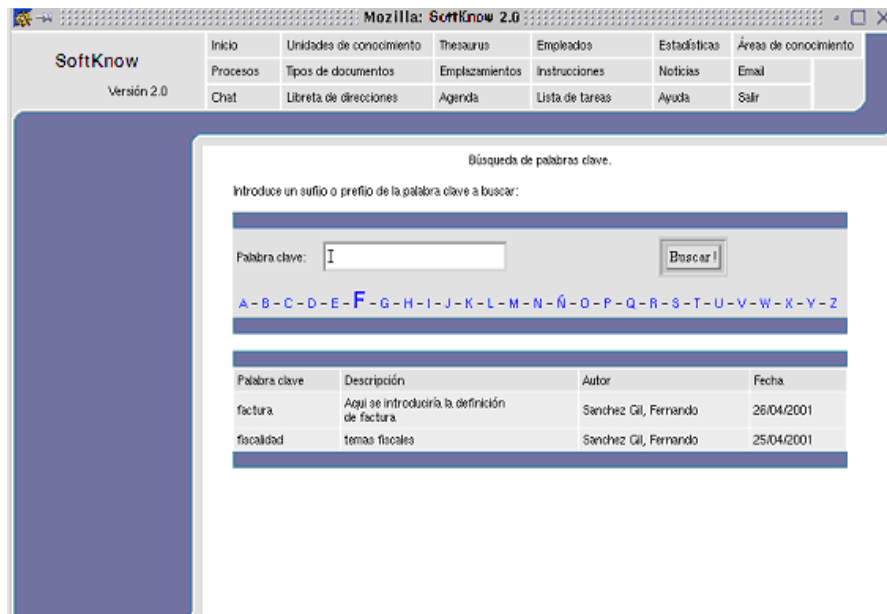 Mozilla: SoftKnow 2.0
SoftKnow
Versión 2.0
Inicio Unidades de conocimiento Thesaurus Empleados Estadísticas Áreas de conocimiento
Procesos Tipos de documentos Emplazamientos Instrucciones Noticias Email
Chat Libreta de direcciones Agenda Lista de tareas Ayuda Salir
Búsqueda de palabras clave.
Introduce un sufijo o prefijo de la palabra clave a buscar:
Palabra clave: Buscar!
A - B - C - D - E - F - G - H - I - J - K - L - M - N - Ñ - O - P - Q - R - S - T - U - V - W - X - Y - Z
Palabra clave Descripción Autor Fecha
factura Aqui se introduciría la definición de factura Sanchez Gil, Fernando 26/04/2001
fiscalidad temas fiscales Sanchez Gil, Fernando 25/04/2001